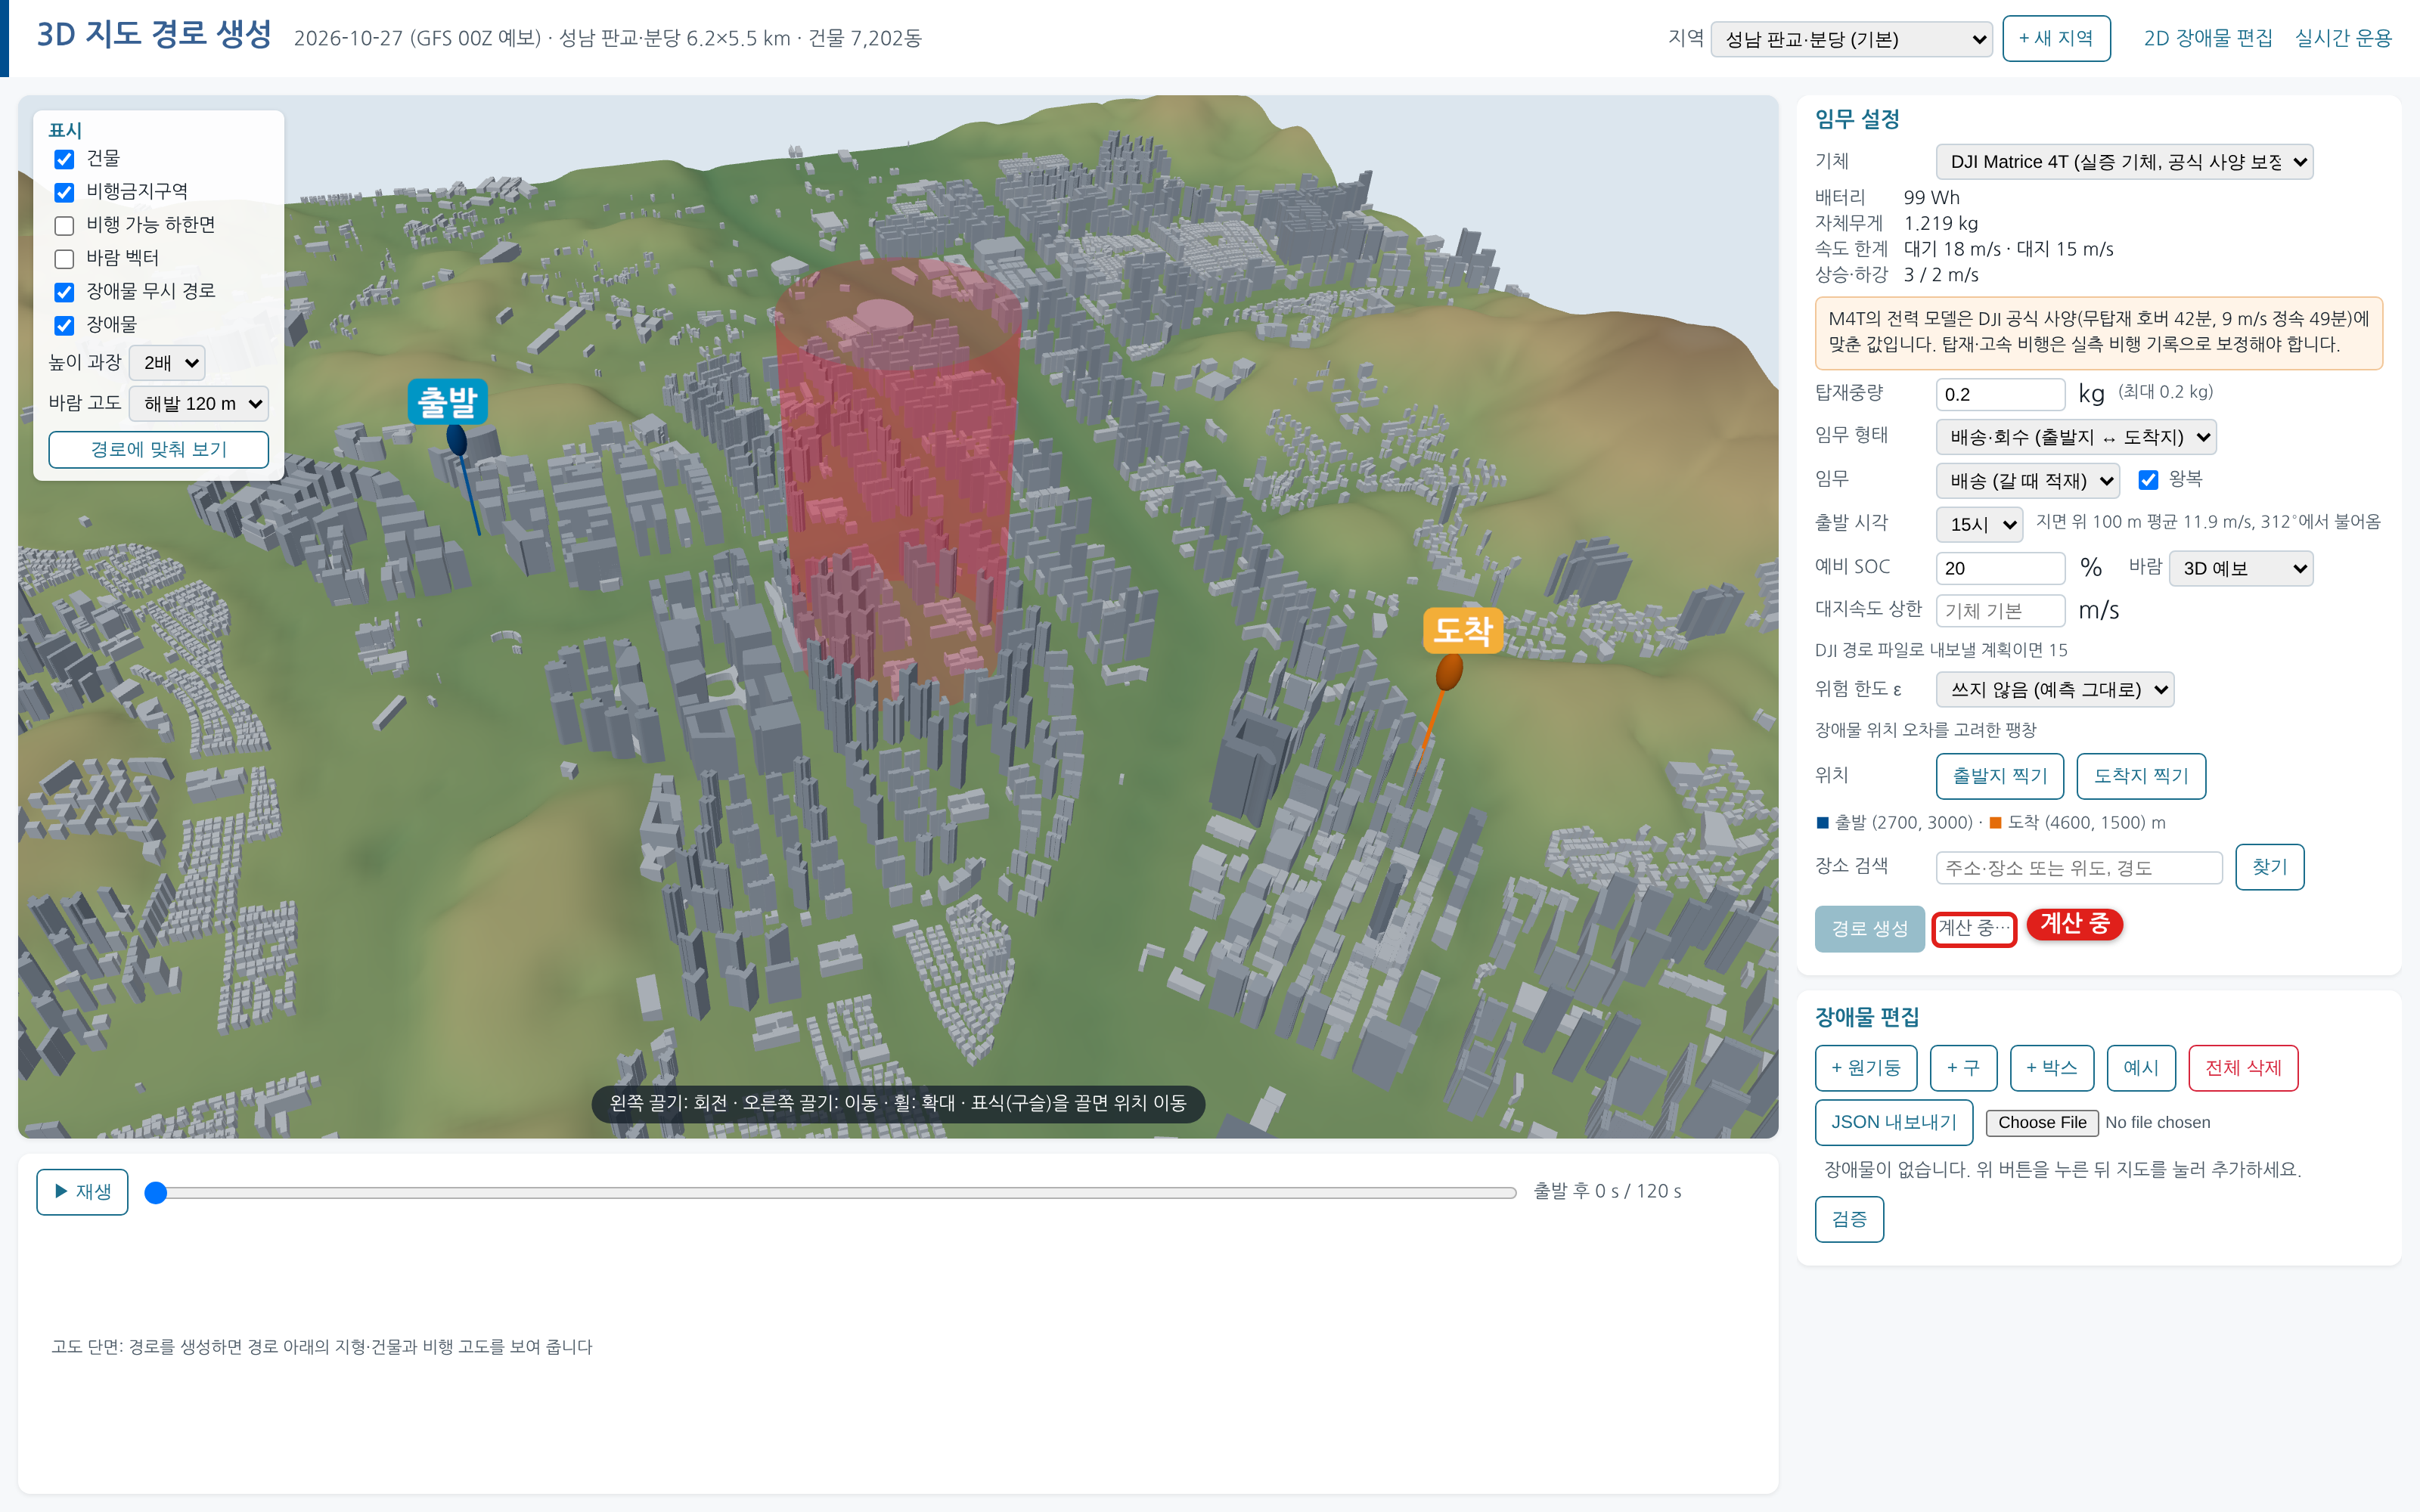 3D 지도 경로 생성 2026-10-27 (GFS 00Z 예보) · 성남 판교·분당 6.2×5.5 km · 건물 7,202동 지역 성남 판교·분당 (기본) + 새 지역 2D 장애물 편집 실시간 운용
표시
건물
비행금지구역
비행 가능 하한면
바람 벡터
장애물 무시 경로
장애물
높이 과장 2배
바람 고도 해발 120 m
경로에 맞춰 보기
출발
도착
왼쪽 끌기: 회전 · 오른쪽 끌기: 이동 · 휠: 확대 · 표식(구슬)을 끌면 위치 이동
▶ 재생 출발 후 0 s / 120 s
고도 단면: 경로를 생성하면 경로 아래의 지형·건물과 비행 고도를 보여 줍니다
임무 설정
기체 DJI Matrice 4T (실증 기체, 공식 사양 보정
배터리 99 Wh
자체무게 1.219 kg
속도 한계 대기 18 m/s · 대지 15 m/s
상승·하강 3 / 2 m/s
M4T의 전력 모델은 DJI 공식 사양(무탑재 호버 42분, 9 m/s 정속 49분)에
맞춘 값입니다. 탑재·고속 비행은 실측 비행 기록으로 보정해야 합니다.
탑재중량 0.2 kg (최대 0.2 kg)
임무 형태 배송·회수 (출발지 ↔ 도착지)
임무 배송 (갈 때 적재) 왕복
출발 시각 15시 지면 위 100 m 평균 11.9 m/s, 312°에서 불어옴
예비 SOC 20 % 바람 3D 예보
대지속도 상한 기체 기본 m/s
DJI 경로 파일로 내보낼 계획이면 15
위험 한도 ε 쓰지 않음 (예측 그대로)
장애물 위치 오차를 고려한 팽창
위치 출발지 찍기 도착지 찍기
■ 출발 (2700, 3000) · ■ 도착 (4600, 1500) m
장소 검색 주소·장소 또는 위도, 경도 찾기
경로 생성 계산 중… 계산 중
장애물 편집
+ 원기둥 + 구 + 박스 예시 전체 삭제
JSON 내보내기 Choose File No file chosen
장애물이 없습니다. 위 버튼을 누른 뒤 지도를 눌러 추가하세요.
검증